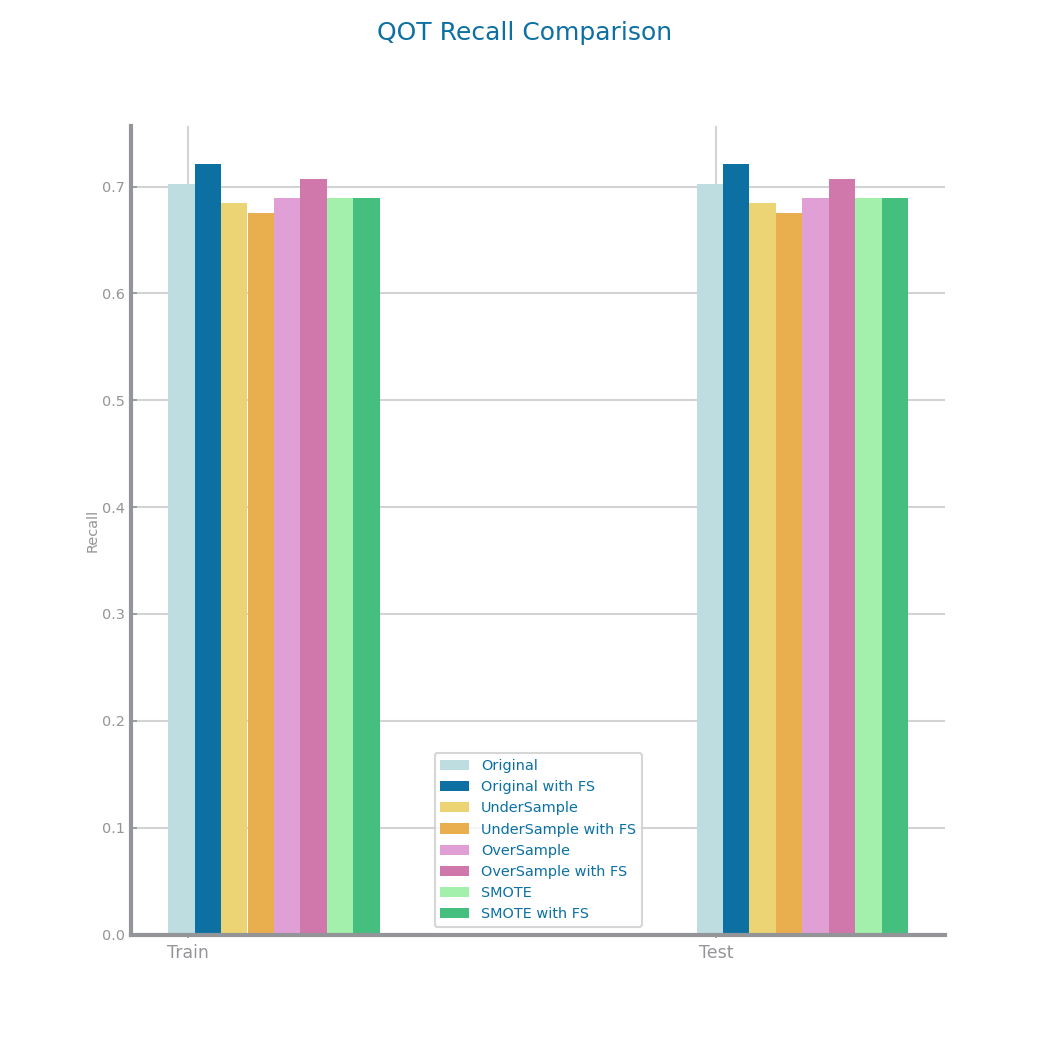 QOT Recall Comparison
0.7
0.6
0.5
0.4
0.3
0.2
0.1
0.0
Recall
Original
Original with FS
UnderSample
UnderSample with FS
OverSample
OverSample with FS
SMOTE
SMOTE with FS
Train
Test